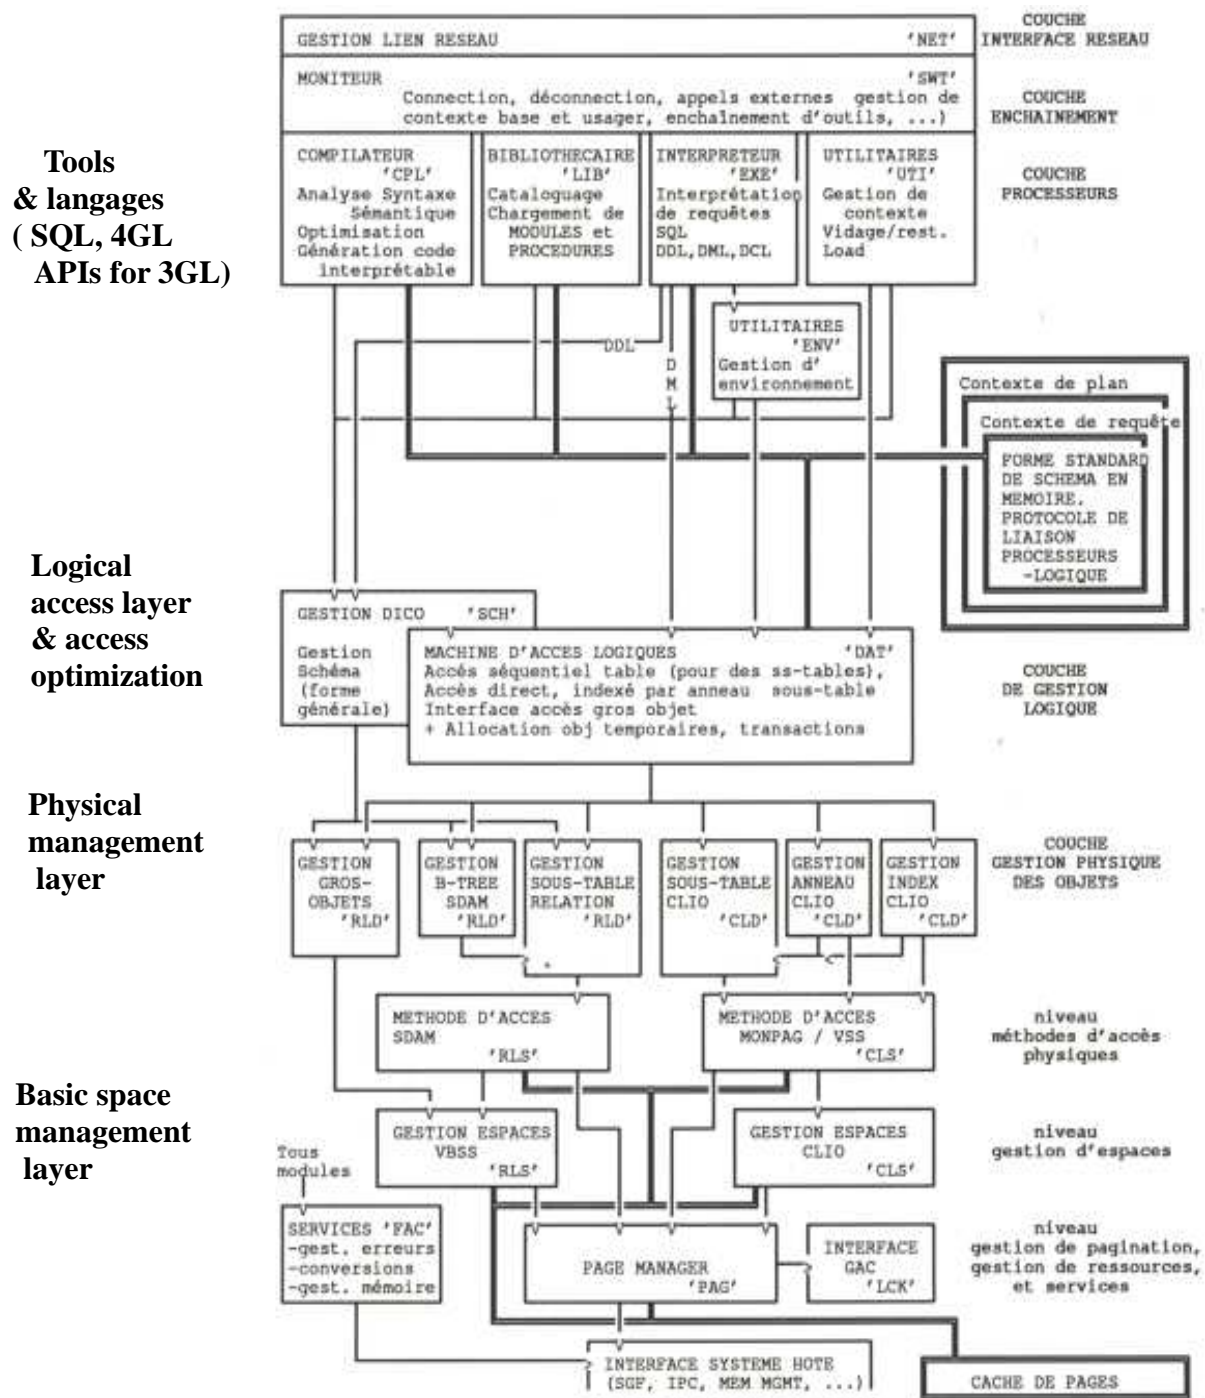 COUCHE
INTERFACE RESEAU
GESTION LIEN RESEAU 'NET'
MONITEUR 'SWT'
Connection, déconnection, appels externes gestion de
contexte base et usager, enchaînement d'outils, ...)
COUCHE
ENCHAINEMENT
Tools
& langages
( SQL, 4GL
APIs for 3GL)
COMPILATEUR
'CPL'
Analyse Syntaxe
Sémantique
Optimisation
Génération code
interprétable
BIBLIOTHECAIRE
'LIB'
Cataloguage
Chargement de
MODULES et
PROCEDURES
INTERPRETEUR
'EXE'
Interprétation
de requêtes
SQL
DDL,DML,DCL
UTILITAIRES
'UTI'
Gestion de
contexte
Vidage/rest.
Load
COUCHE
PROCESSEURS
DDL
D
M
L
UTILITAIRES
'ENV'
Gestion d'
environnement
Contexte de plan
Contexte de requête
FORME STANDARD
DE SCHEMA EN
MEMOIRE.
PROTOCOLE DE
LIAISON
PROCESSEURS
-LOGIQUE
Logical
access layer
& access
optimization
GESTION DICO 'SCH'
Gestion
Schéma
(forme
générale)
MACHINE D'ACCES LOGIQUES 'DAT'
Accès séquentiel table (pour des ss-tables),
Accès direct, indexé par anneau sous-table
Interface accès gros objet
+ Allocation obj temporaires, transactions
COUCHE
DE GESTION
LOGIQUE
Physical
management
layer
GESTION
GROS-
OBJETS
'RLD'
GESTION
B-TREE
SDAM
'RLD'
GESTION
SOUS-TABLE
RELATION
'RLD'
GESTION
SOUS-TABLE
CLIO
'CLD'
GESTION
ANNEAU
CLIO
'CLD'
GESTION
INDEX
CLIO
'CLD'
COUCHE
GESTION PHYSIQUE
DES OBJETS
METHODE D'ACCES
SDAM
'RLS'
METHODE D'ACCES
MONPAG / VSS
'CLS'
niveau
méthodes d'accès
physiques
Basic space
management
layer
Tous
modules
GESTION ESPACES
VBSS
'RLS'
GESTION ESPACES
CLIO
'CLS'
niveau
gestion d'espaces
SERVICES 'FAC'
-gest. erreurs
-conversions
-gest. mémoire
PAGE MANAGER
'PAG'
INTERFACE
GAC
'LCK'
niveau
gestion de pagination,
gestion de ressources,
et services
INTERFACE SYSTEME HOTE
(SGF, IPC, MEM MGMT, ...)
CACHE DE PAGES